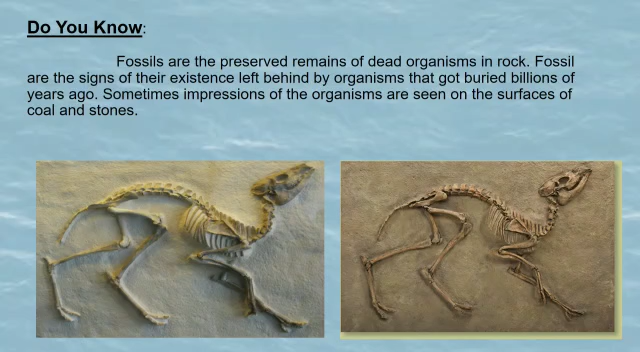 Do You Know:
Fossils are the preserved remains of dead organisms in rock. Fossil
are the signs of their existence left behind by organisms that got buried billions of
years ago. Sometimes impressions of the organisms are seen on the surfaces of
coal and stones.